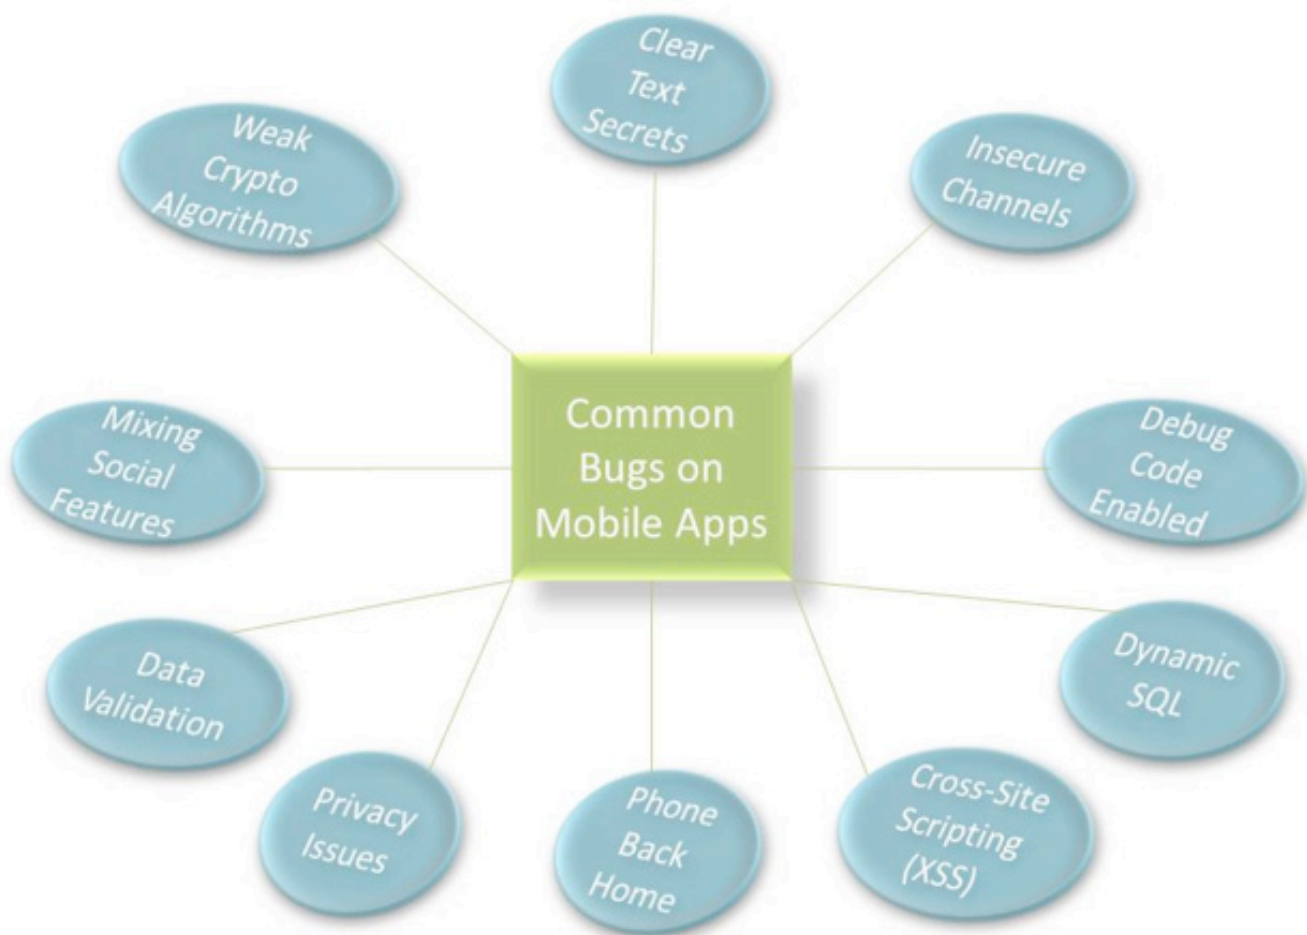 Clear
Text
Secrets
Weak
Crypto
Algorithms
Insecure
Channels
Common
Bugs on
Mobile Apps
Mixing
Social
Features
Debug
Code
Enabled
Data
Validation
Dynamic
SQL
Privacy
Issues
Phone
Back
Home
Cross-Site
Scripting
(XSS)